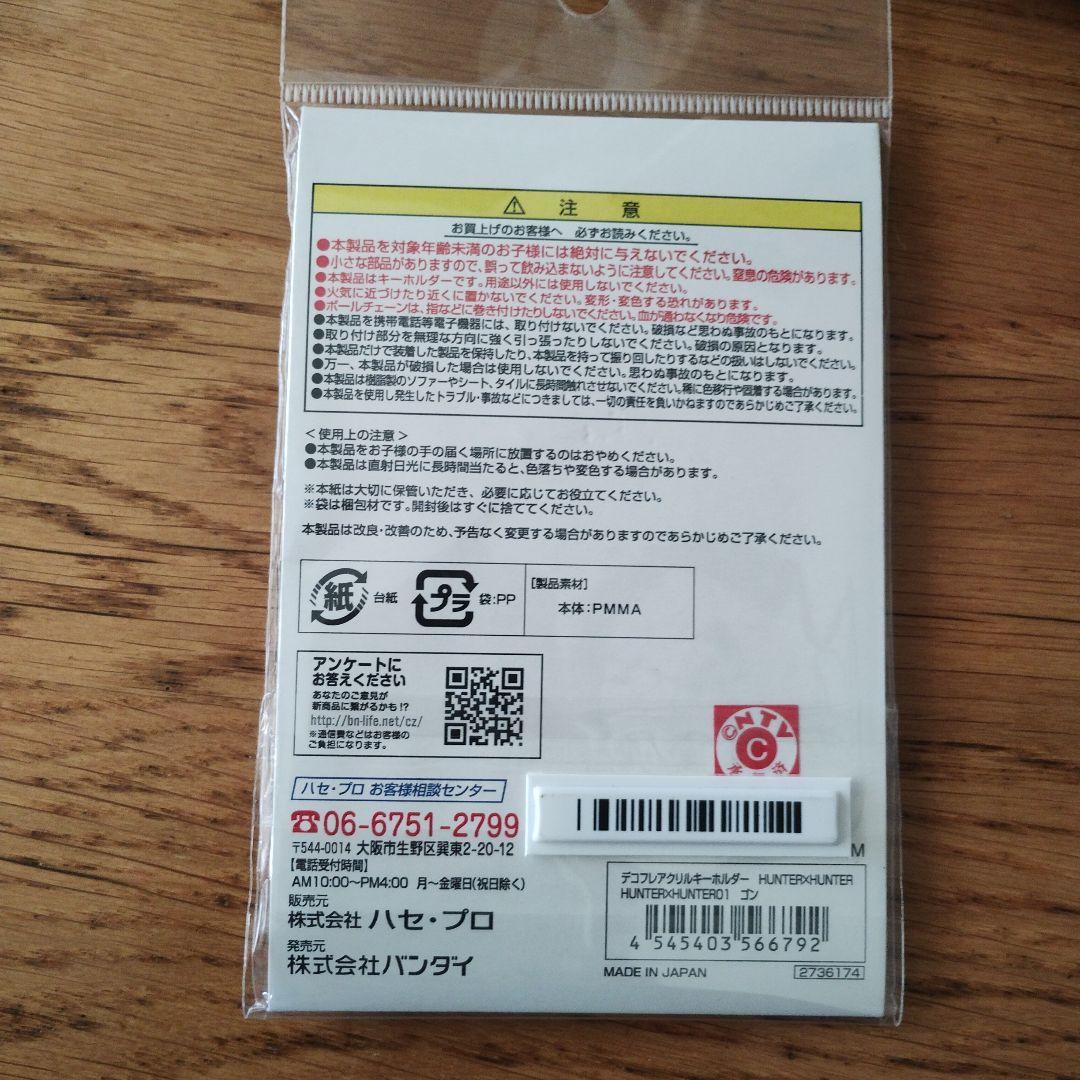 ⚠ 注 意
お買上げのお客様へ 必ずお読みください。
●本製品を対象年齢未満のお子様には絶対に与えないでください。
●小さな部品がありますので、誤って飲み込まないように注意してください。窒息の危険があります。
●本製品はキーホルダーです。用途以外には使用しないでください。
●火気に近づけたり近くに置かないでください。変形・変色する恐れがあります。
●ボールチェーンは、指などに巻き付けたりしないでください。血が通わなくなり危険です。
●本製品を携帯電話等電子機器には、取り付けないでください。破損など思わぬ事故のもとになります。
●取り付け部分を無理な方向に強く引っ張ったりしないでください。破損の原因となります。
●本製品だけで装着した製品を保持したり、本製品を持って振り回したりするなどの扱いはしないでください。
●万一、本製品が破損した場合は使用しないでください。思わぬ事故のもとになります。
●本製品は樹脂製のソファーやシート、タイルに長時間触れさせないでください。稀に色移行や固着する場合があります。
●本製品を使用し発生したトラブル・事故などにつきましては、一切の責任を負いかねますのであらかじめご了承ください。
<使用上の注意>
●本製品をお子様の手の届く場所に放置するのはおやめください。
●本製品は直射日光に長時間当たると、色落ちや変色する場合があります。
※本紙は大切に保管いただき、必要に応じてお役立てください。
※袋は梱包材です。開封後はすぐに捨ててください。
本製品は改良・改善のため、予告なく変更する場合がありますのであらかじめご了承ください。
紙 台紙 プラ 袋:PP
[製品素材]
本体:PMMA
アンケートに
お答えください
あなたのご意見が
新商品に繋がるかも!?
http://bn-life.net/cz/
※通信費などはお客様の
ご負担になります。
©NTV
C
ハセ・プロ お客様相談センター
☎06-6751-2799
〒544-0014 大阪市生野区巽東2-20-12
【電話受付時間】
AM10:00~PM4:00 月~金曜日(祝日除く)
販売元
株式会社 ハセ・プロ
発売元
株式会社バンダイ
M
デコフレアクリルキーホルダー HUNTER×HUNTER
HUNTER×HUNTER01 ゴン
4 545403 566792
MADE IN JAPAN
2736174